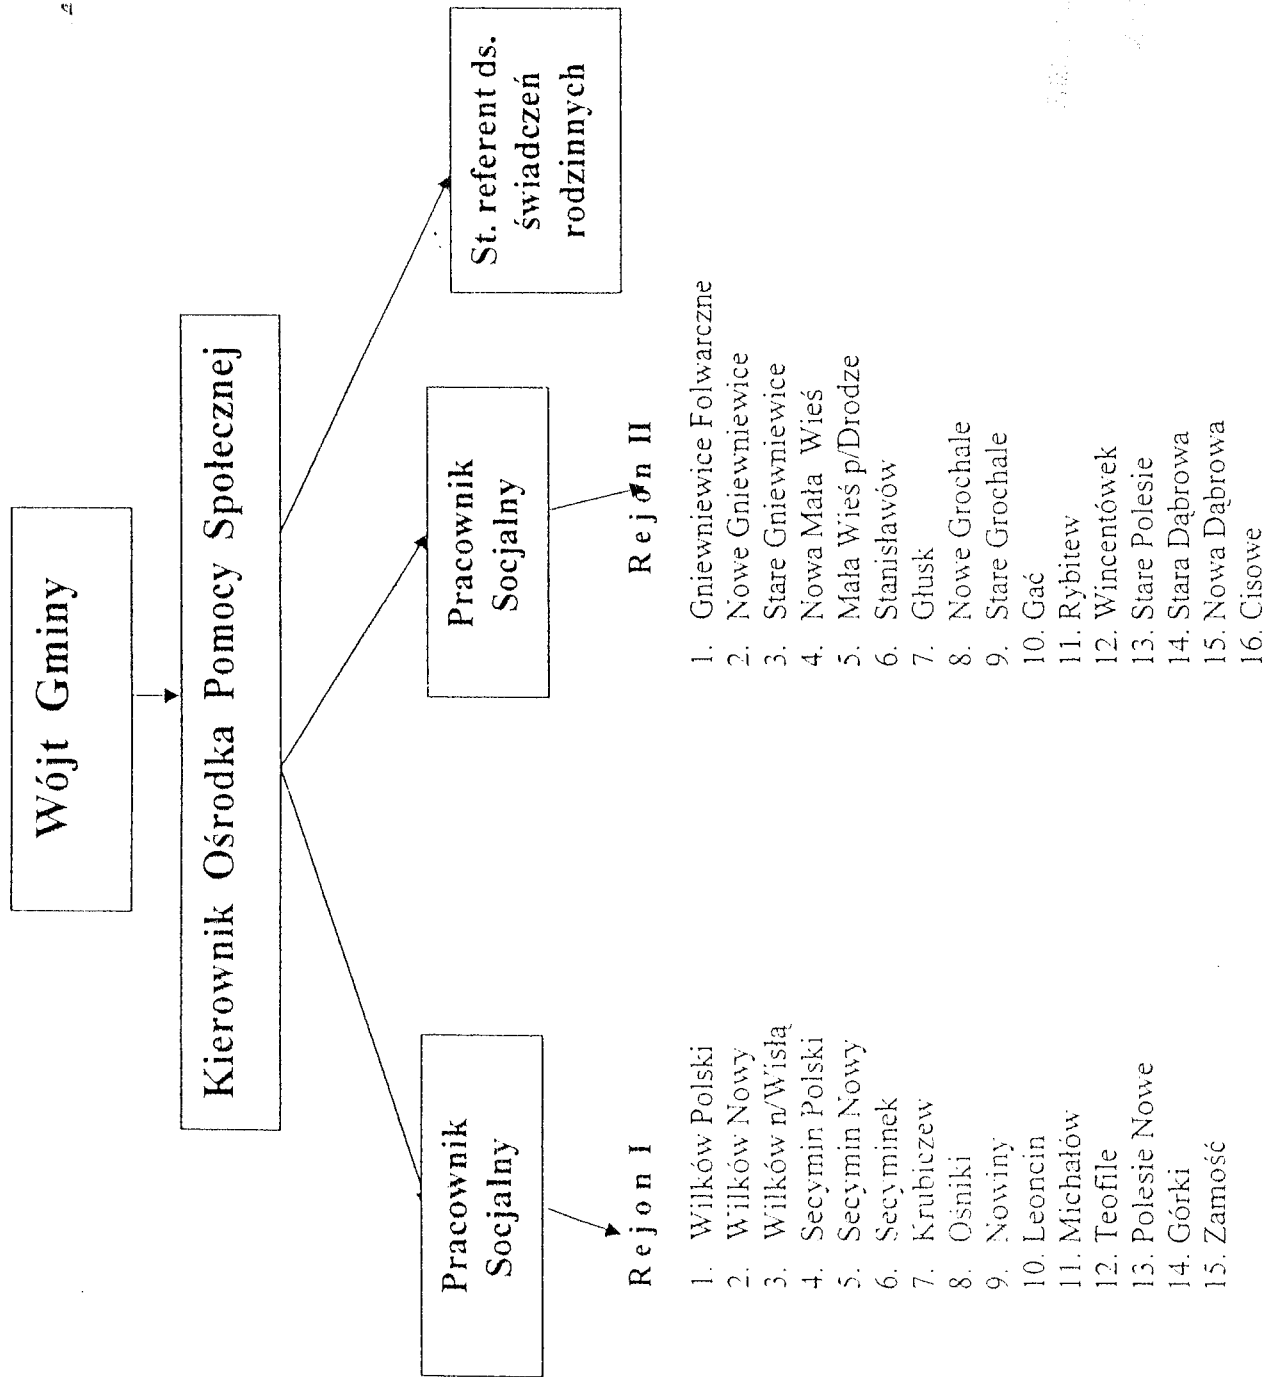 Wójt Gminy
Kierownik Ośrodka Pomocy Społecznej
Pracownik
Socjalny
Pracownik
Socjalny
St. referent ds.
świadczeń
rodzinnych
Rejon I
1. Wilków Polski
2. Wilków Nowy
3. Wilków n/Wisłą
4. Secymin Polski
5. Secymin Nowy
6. Secyminek
7. Krubiczew
8. Ośniki
9. Nowiny
10. Leoncin
11. Michałów
12. Teofile
13. Polesie Nowe
14. Górki
15. Zamość
Rejon II
1. Gniewniewice Folwarczne
2. Nowe Gniewniewice
3. Stare Gniewniewice
4. Nowa Mała Wieś
5. Mała Wieś p/Drodze
6. Stanisławów
7. Głusk
8. Nowe Grochale
9. Stare Grochale
10. Gać
11. Rybitew
12. Wincentówek
13. Stare Polesie
14. Stara Dąbrowa
15. Nowa Dąbrowa
16. Cisowe